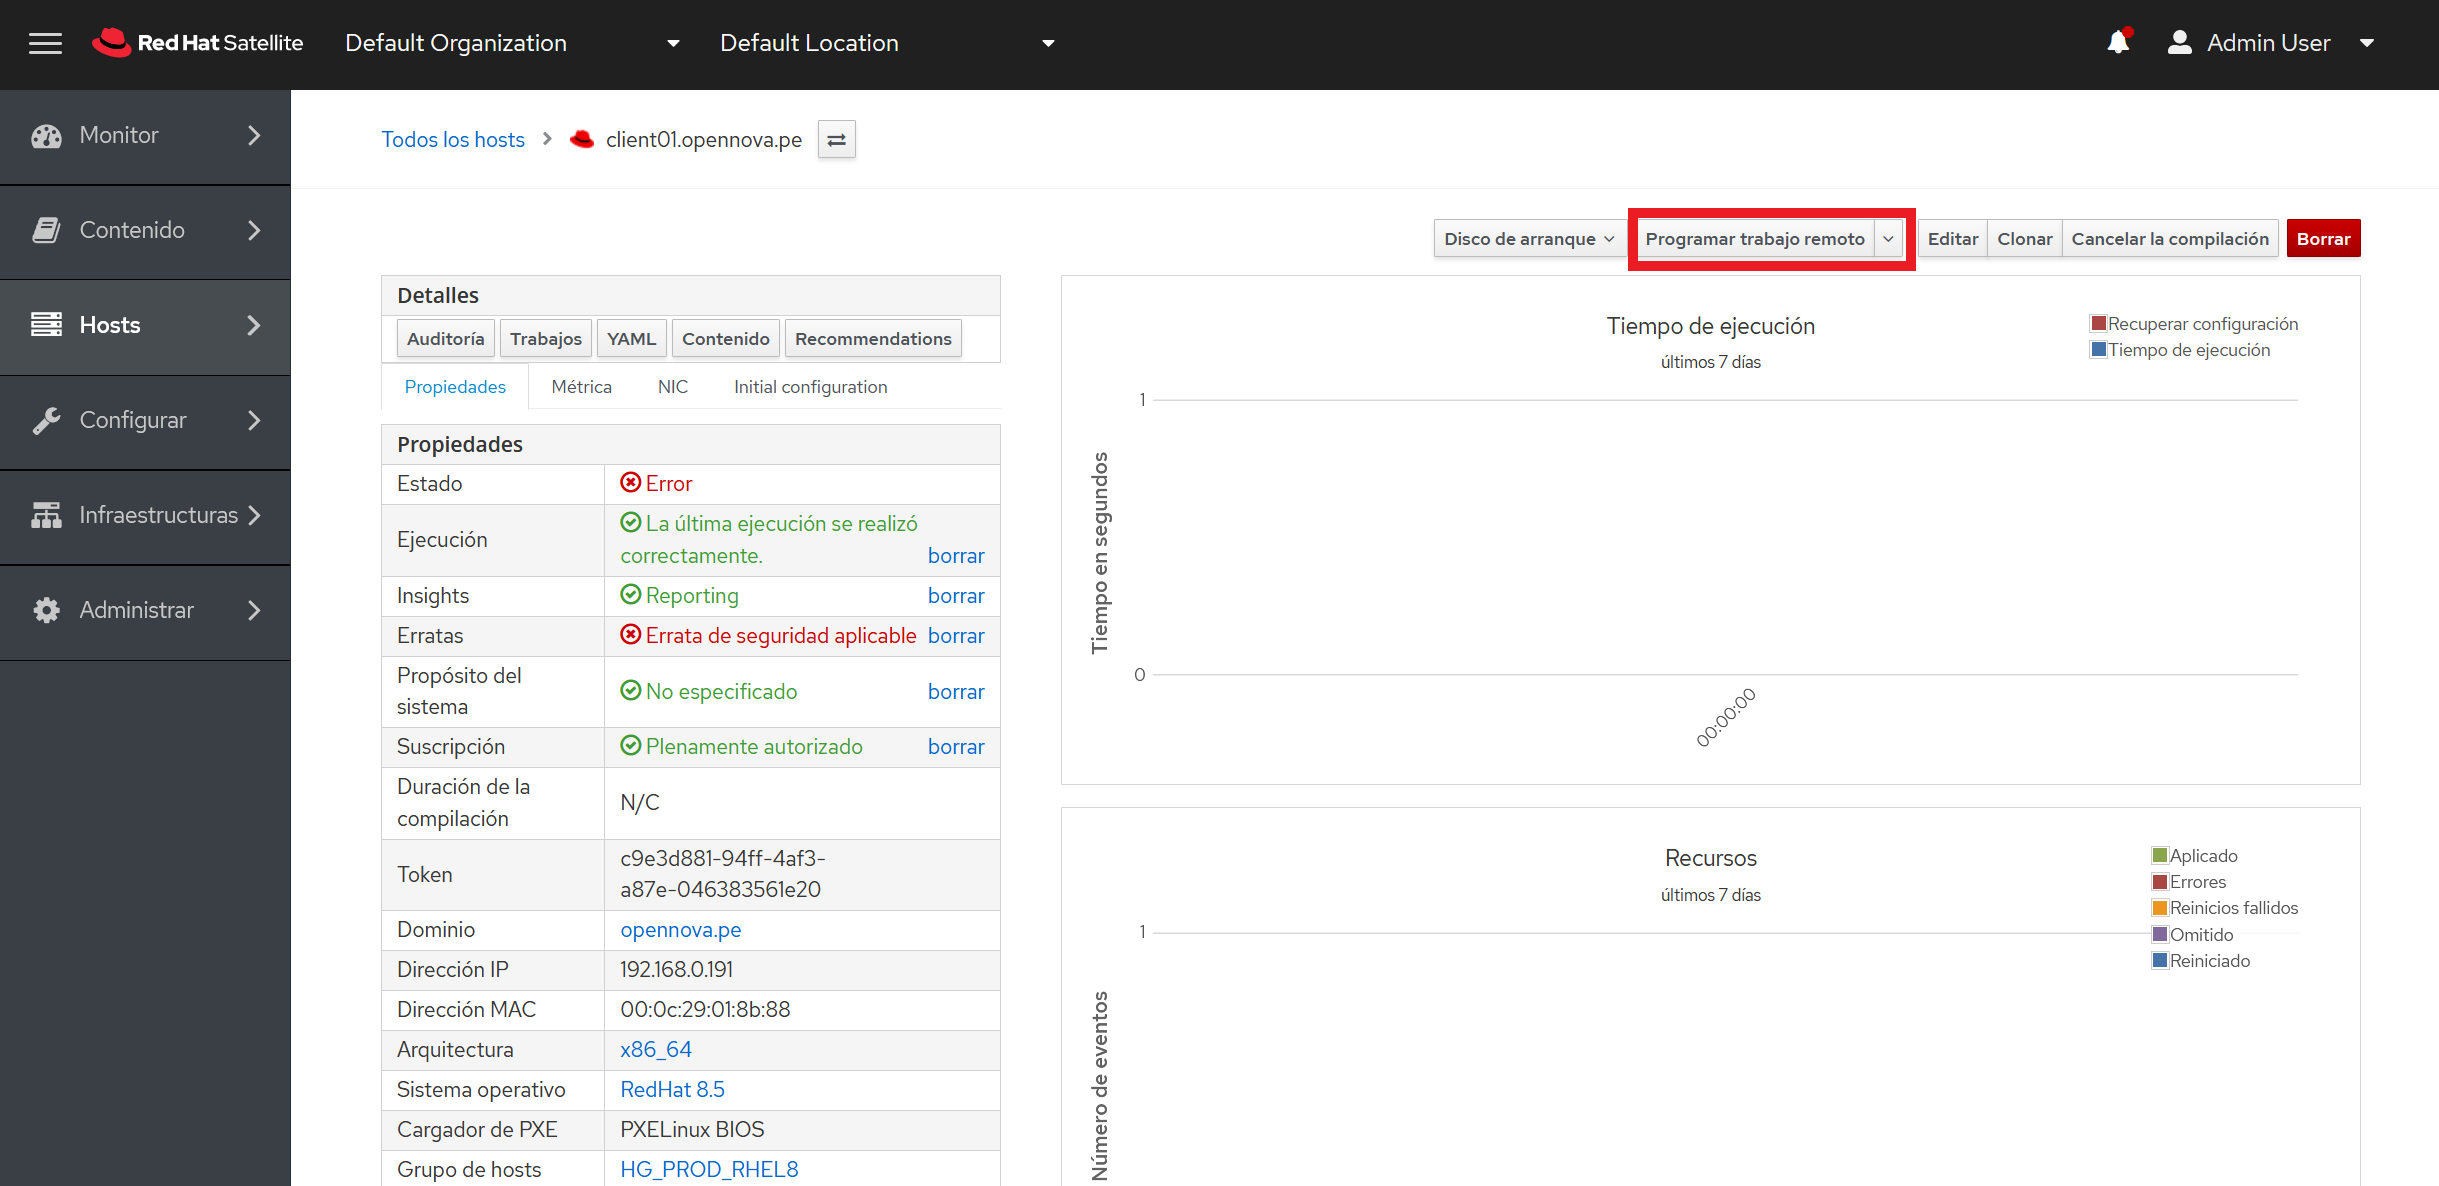 Red Hat Satellite
Default Organization
Default Location
Admin User
Monitor
Contenido
Hosts
Configurar
Infraestructuras
Administrar
Todos los hosts
client01.opennova.pe
Disco de arranque
Programar trabajo remoto
Editar
Clonar
Cancelar la compilación
Borrar
Detalles
Auditoría
Trabajos
YAML
Contenido
Recommendations
Propiedades
Métrica
NIC
Initial configuration
Propiedades
Estado
Error
Ejecución
La última ejecución se realizó
correctamente.
borrar
Insights
Reporting
borrar
Erratas
Errata de seguridad aplicable
borrar
Propósito del
sistema
No especificado
borrar
Suscripción
Plenamente autorizado
borrar
Duración de la
compilación
N/C
Token
c9e3d881-94ff-4af3-
a87e-046383561e20
Dominio
opennova.pe
Dirección IP
192.168.0.191
Dirección MAC
00:0c:29:01:8b:88
Arquitectura
x86_64
Sistema operativo
RedHat 8.5
Cargador de PXE
PXELinux BIOS
Grupo de hosts
HG_PROD_RHEL8
Tiempo de ejecución
últimos 7 días
Recuperar configuración
Tiempo de ejecución
1
Tiempo en segundos
0
00:00:00
Recursos
últimos 7 días
Aplicado
Errores
Reinicios fallidos
Omitido
Reiniciado
1
Número de eventos